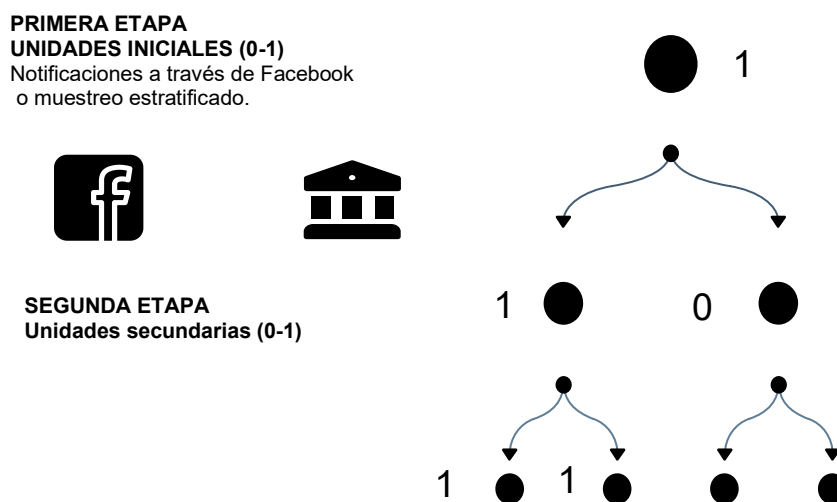 PRIMERA ETAPA
UNIDADES INICIALES (0-1)
Notificaciones a través de Facebook
o muestreo estratificado.
1
SEGUNDA ETAPA
Unidades secundarias (0-1)
1
0
1
1